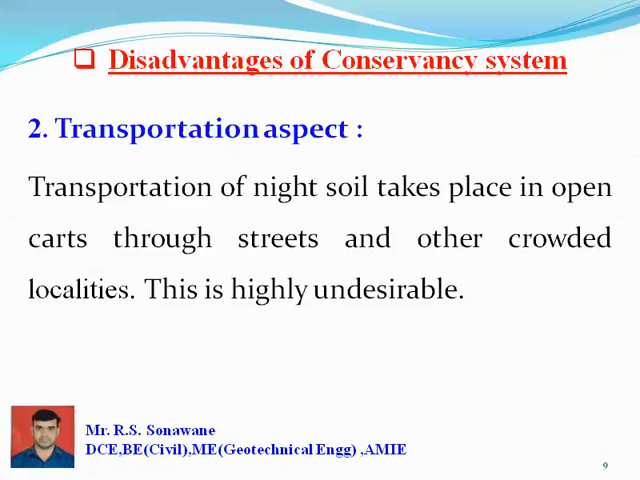 ❑ Disadvantages of Conservancy system
2. Transportation aspect :
Transportation of night soil takes place in open
carts through streets and other crowded
localities. This is highly undesirable.
Mr. R.S. Sonawane
DCE,BE(Civil),ME(Geotechnical Engg) ,AMIE
9